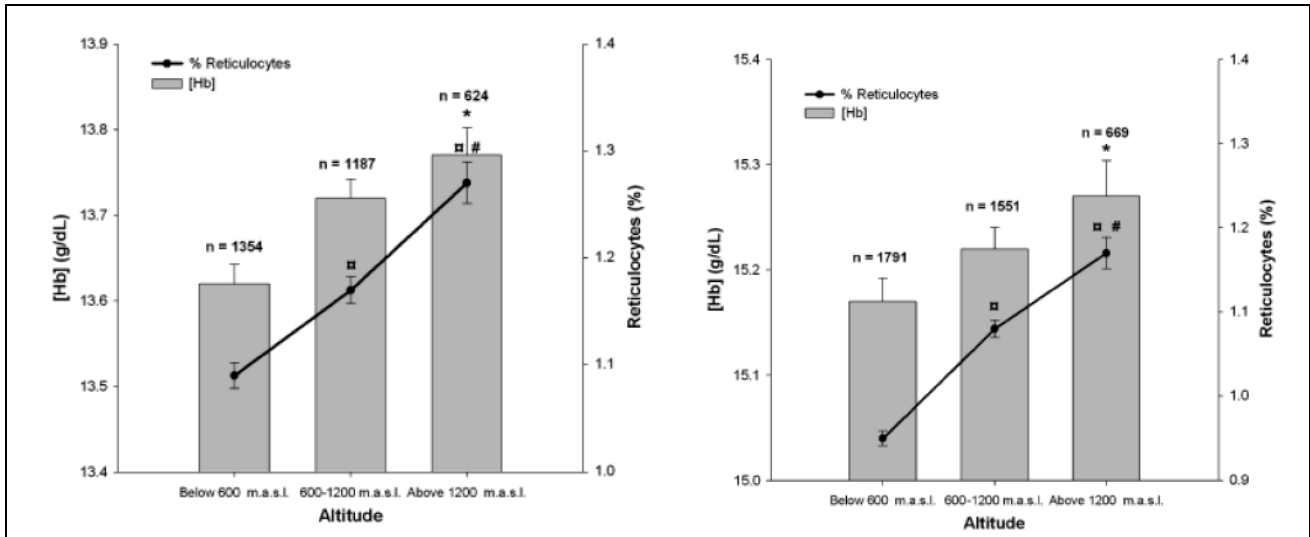 13.9
13.8
13.7
13.6
13.5
13.4
[Hb] (g/dL)
% Reticulocytes
[Hb]
n = 1354
n = 1187
n = 624
*
¤ #
¤
1.4
1.3
1.2
1.1
1.0
Reticulocytes (%)
Below 600 m.a.s.l. 600-1200 m.a.s.l. Above 1200 m.a.s.l.
Altitude
15.4
15.3
15.2
15.1
15.0
[Hb] (g/dL)
% Reticulocytes
[Hb]
n = 1791
n = 1551
n = 669
*
¤ #
¤
1.4
1.3
1.2
1.1
1.0
0.9
Reticulocytes (%)
Below 600 m.a.s.l. 600-1200 m.a.s.l. Above 1200 m.a.s.l.
Altitude